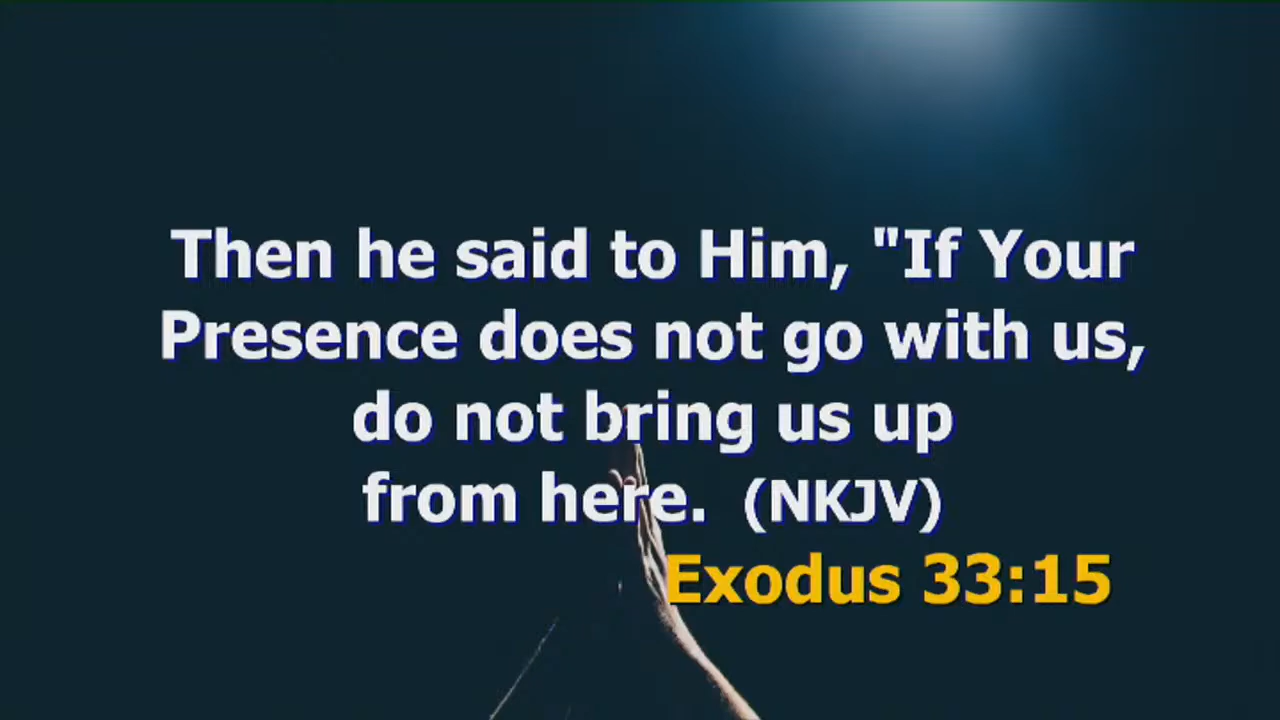 Then he said to Him, "If Your
Presence does not go with us,
do not bring us up
from here. (NKJV)
Exodus 33:15